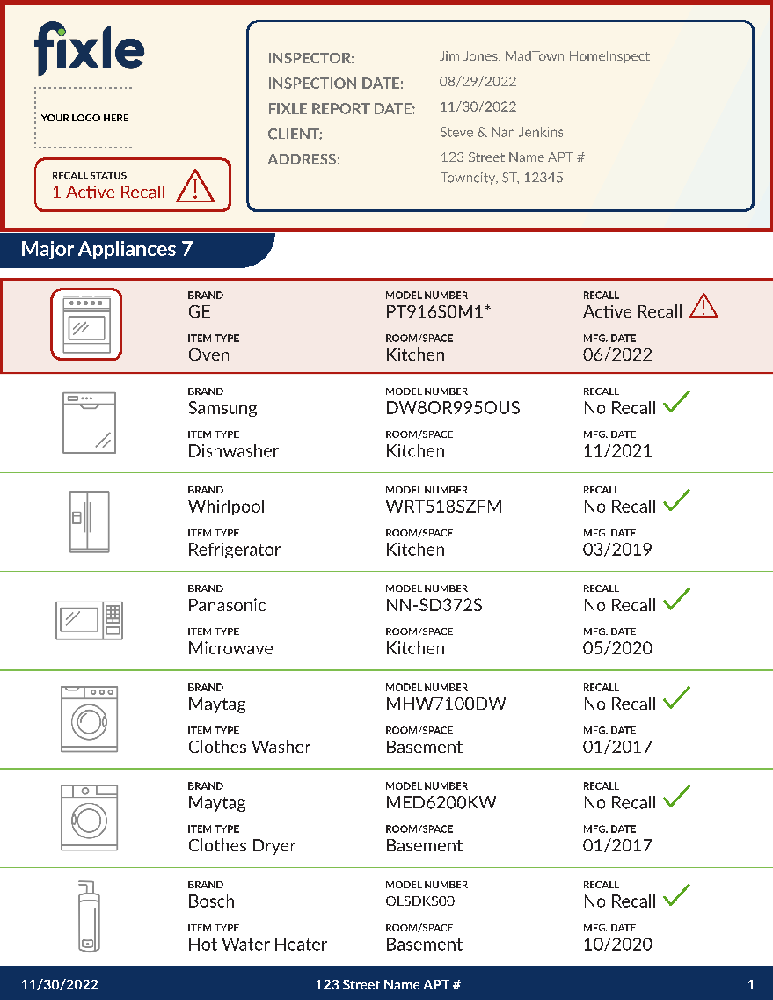 fixle
YOUR LOGO HERE
RECALL STATUS
1 Active Recall
INSPECTOR: Jim Jones, MadTown HomeInspect
INSPECTION DATE: 08/29/2022
FIXLE REPORT DATE: 11/30/2022
CLIENT: Steve & Nan Jenkins
ADDRESS: 123 Street Name APT #
Towncity, ST, 12345
Major Appliances 7
BRAND MODEL NUMBER RECALL
GE PT916S0M1* Active Recall
ITEM TYPE ROOM/SPACE MFG. DATE
Oven Kitchen 06/2022
BRAND MODEL NUMBER RECALL
Samsung DW8OR995OUS No Recall
ITEM TYPE ROOM/SPACE MFG. DATE
Dishwasher Kitchen 11/2021
BRAND MODEL NUMBER RECALL
Whirlpool WRT518SZFM No Recall
ITEM TYPE ROOM/SPACE MFG. DATE
Refrigerator Kitchen 03/2019
BRAND MODEL NUMBER RECALL
Panasonic NN-SD372S No Recall
ITEM TYPE ROOM/SPACE MFG. DATE
Microwave Kitchen 05/2020
BRAND MODEL NUMBER RECALL
Maytag MHW7100DW No Recall
ITEM TYPE ROOM/SPACE MFG. DATE
Clothes Washer Basement 01/2017
BRAND MODEL NUMBER RECALL
Maytag MED6200KW No Recall
ITEM TYPE ROOM/SPACE MFG. DATE
Clothes Dryer Basement 01/2017
BRAND MODEL NUMBER RECALL
Bosch OLSDKS00 No Recall
ITEM TYPE ROOM/SPACE MFG. DATE
Hot Water Heater Basement 10/2020
11/30/2022 123 Street Name APT # 1